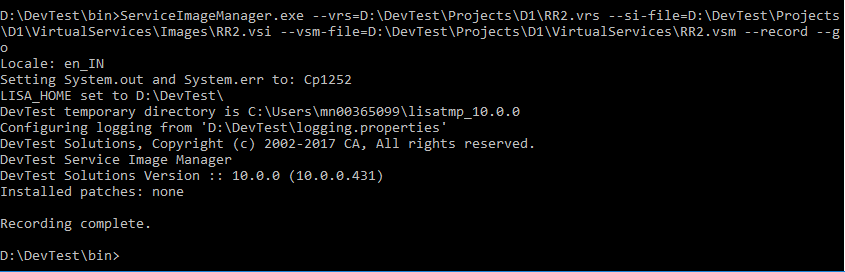 D:\DevTest\bin>ServiceImageManager.exe --vrs=D:\DevTest\Projects\D1\RR2.vrs --si-file=D:\DevTest\Projects
\D1\VirtualServices\Images\RR2.vsi --vsm-file=D:\DevTest\Projects\D1\VirtualServices\RR2.vsm --record --g
o
Locale: en_IN
Setting System.out and System.err to: Cp1252
LISA_HOME set to D:\DevTest\
DevTest temporary directory is C:\Users\mn00365099\lisatmp_10.0.0
Configuring logging from 'D:\DevTest\logging.properties'
DevTest Solutions, Copyright (c) 2002-2017 CA, All rights reserved.
DevTest Service Image Manager
DevTest Solutions Version :: 10.0.0 (10.0.0.431)
Installed patches: none
Recording complete.
D:\DevTest\bin>